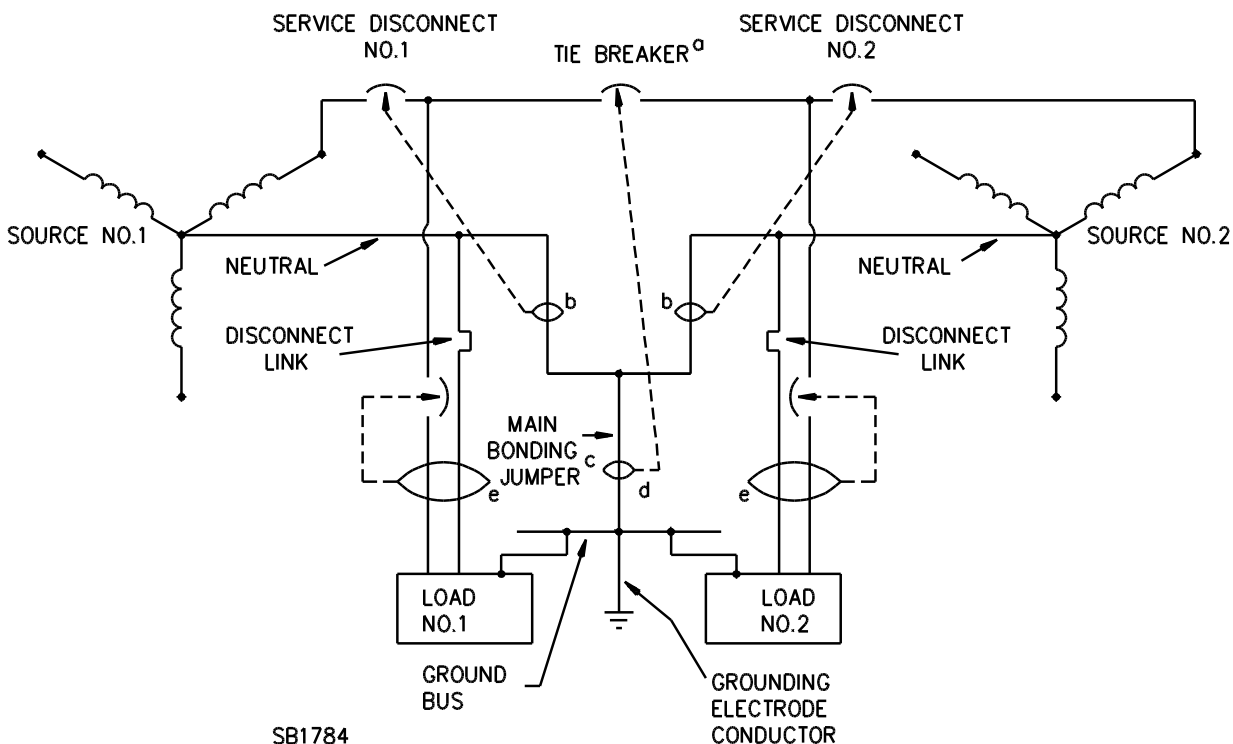 SERVICE DISCONNECT
NO.1
TIE BREAKER a
SERVICE DISCONNECT
NO.2
SOURCE NO.1
NEUTRAL
NEUTRAL
SOURCE NO.2
b
b
DISCONNECT
LINK
DISCONNECT
LINK
MAIN
BONDING
JUMPER
c
d
e
e
LOAD
NO.1
LOAD
NO.2
GROUND
BUS
GROUNDING
ELECTRODE
CONDUCTOR
SB1784